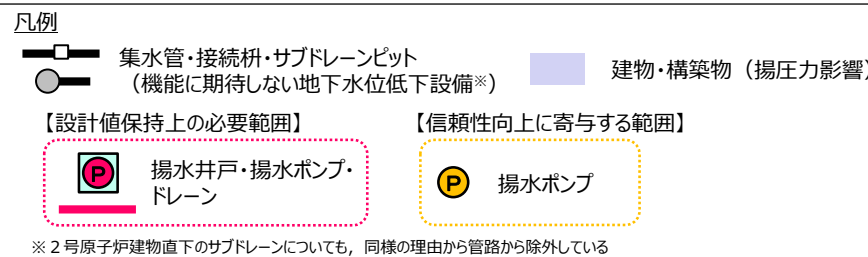 凡例
集水管・接続枡・サブドレーンピット
（機能に期待しない地下水位低下設備※）
建物・構築物（揚圧力影響）
【設計値保持上の必要範囲】
【信頼性向上に寄与する範囲】
P
揚水井戸・揚水ポンプ・
ドレーン
P
揚水ポンプ
※２号原子炉建物直下のサブドレーンについても，同様の理由から管路から除外している